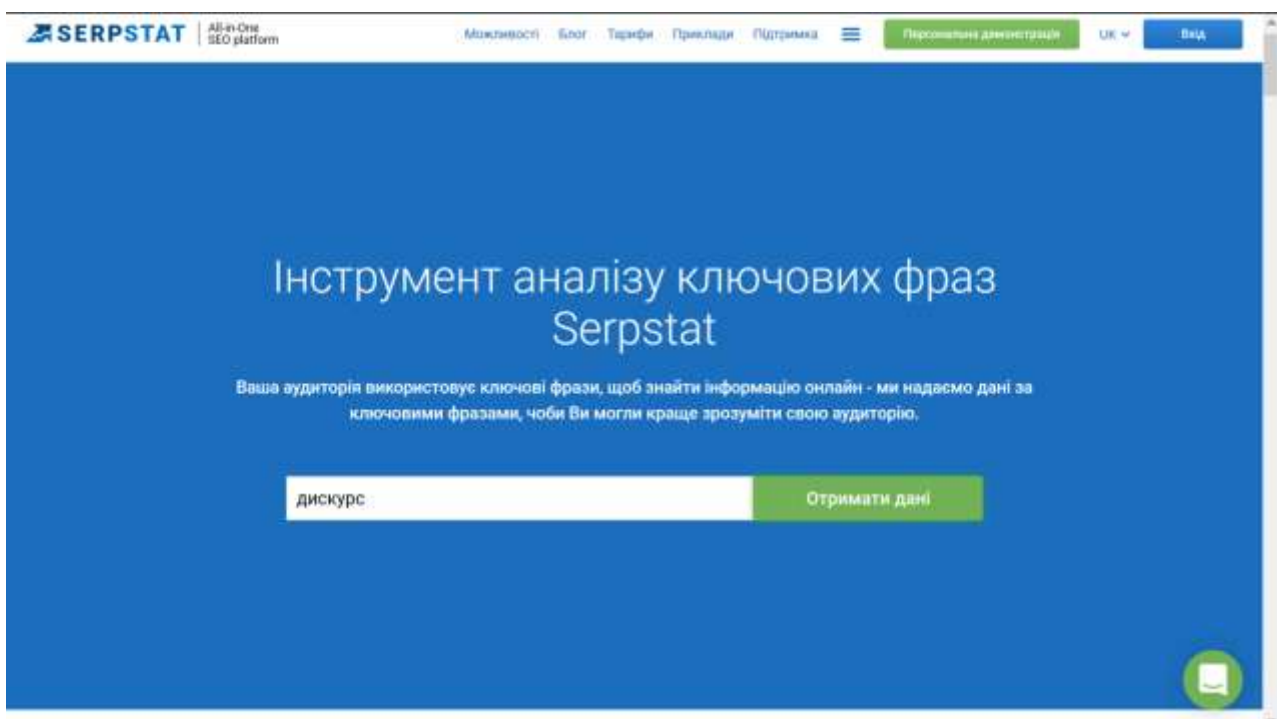 SERPSTAT
All-in-One
SEO platform
Можливості Блог Тарифи Приклади Підтримка Персональна демонстрація UK Вхід
Інструмент аналізу ключових фраз
Serpstat
Ваша аудиторія використовує ключові фрази, щоб знайти інформацію онлайн - ми надаємо дані за
ключовими фразами, чоби Ви могли краще зрозуміти свою аудиторію.
дискурс Отримати дані